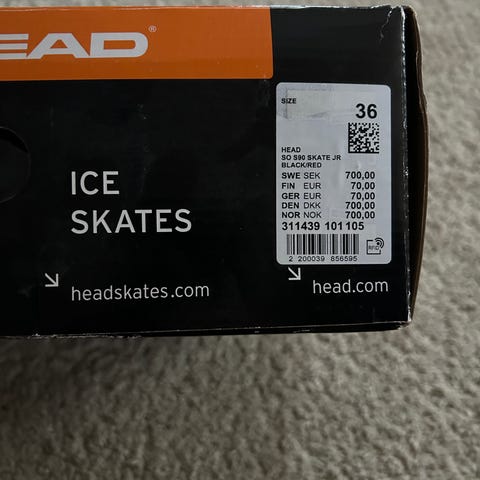 EAD®
SIZE
36
HEAD
SO S90 SKATE JR
BLACK/RED
SWE SEK 700,00
FIN EUR 70,00
GER EUR 70,00
DEN DKK 700,00
NOR NOK 700,00
311439 101 105
RFID
2 200039 856595
ICE
SKATES
headskates.com
head.com